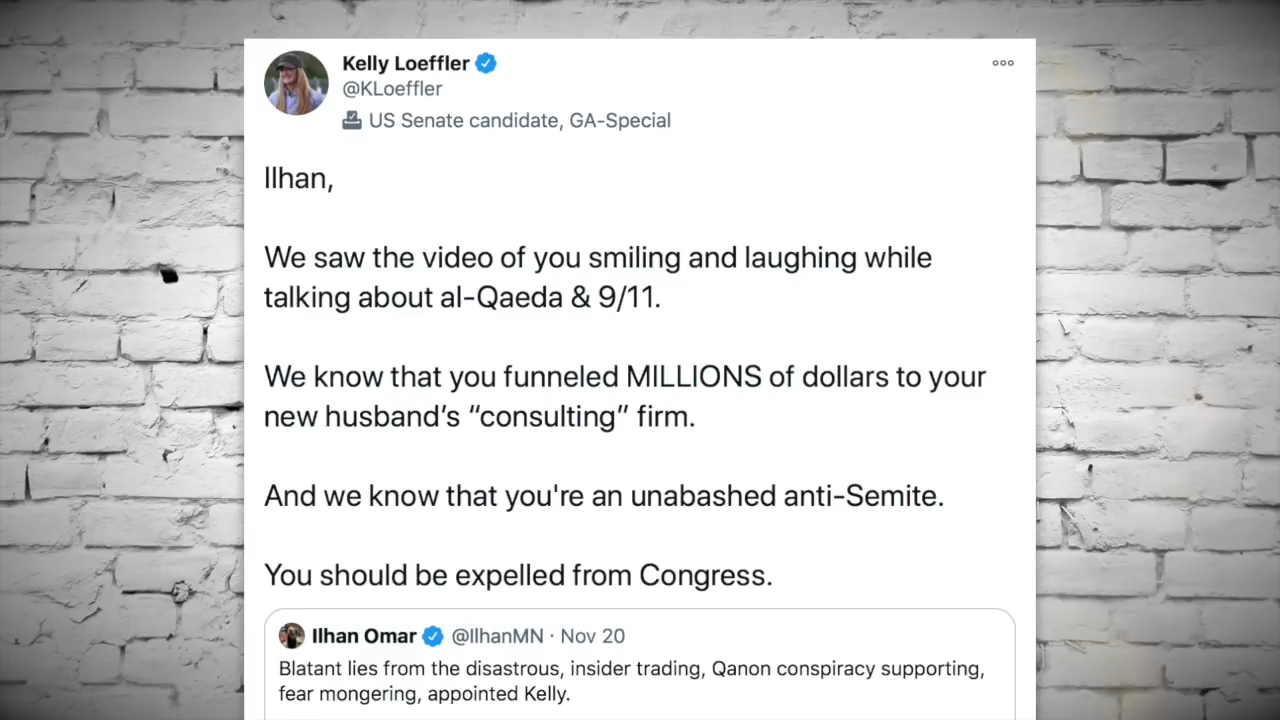 Kelly Loeffler
@KLoeffler
US Senate candidate, GA-Special
Ilhan,
We saw the video of you smiling and laughing while
talking about al-Qaeda & 9/11.
We know that you funneled MILLIONS of dollars to your
new husband's “consulting” firm.
And we know that you're an unabashed anti-Semite.
You should be expelled from Congress.
Ilhan Omar @IlhanMN · Nov 20
Blatant lies from the disastrous, insider trading, Qanon conspiracy supporting,
fear mongering, appointed Kelly.